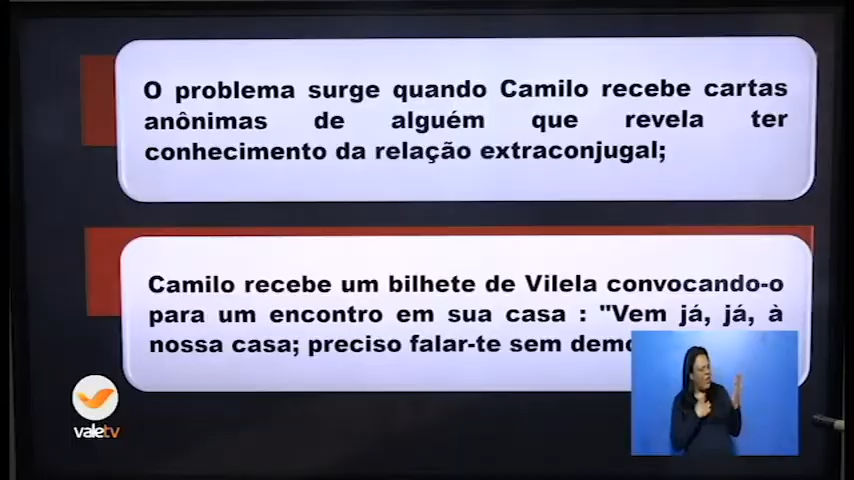 O problema surge quando Camilo recebe cartas
anônimas de alguém que revela ter
conhecimento da relação extraconjugal;
Camilo recebe um bilhete de Vilela convocando-o
para um encontro em sua casa : "Vem já, já, à
nossa casa; preciso falar-te sem
valetv